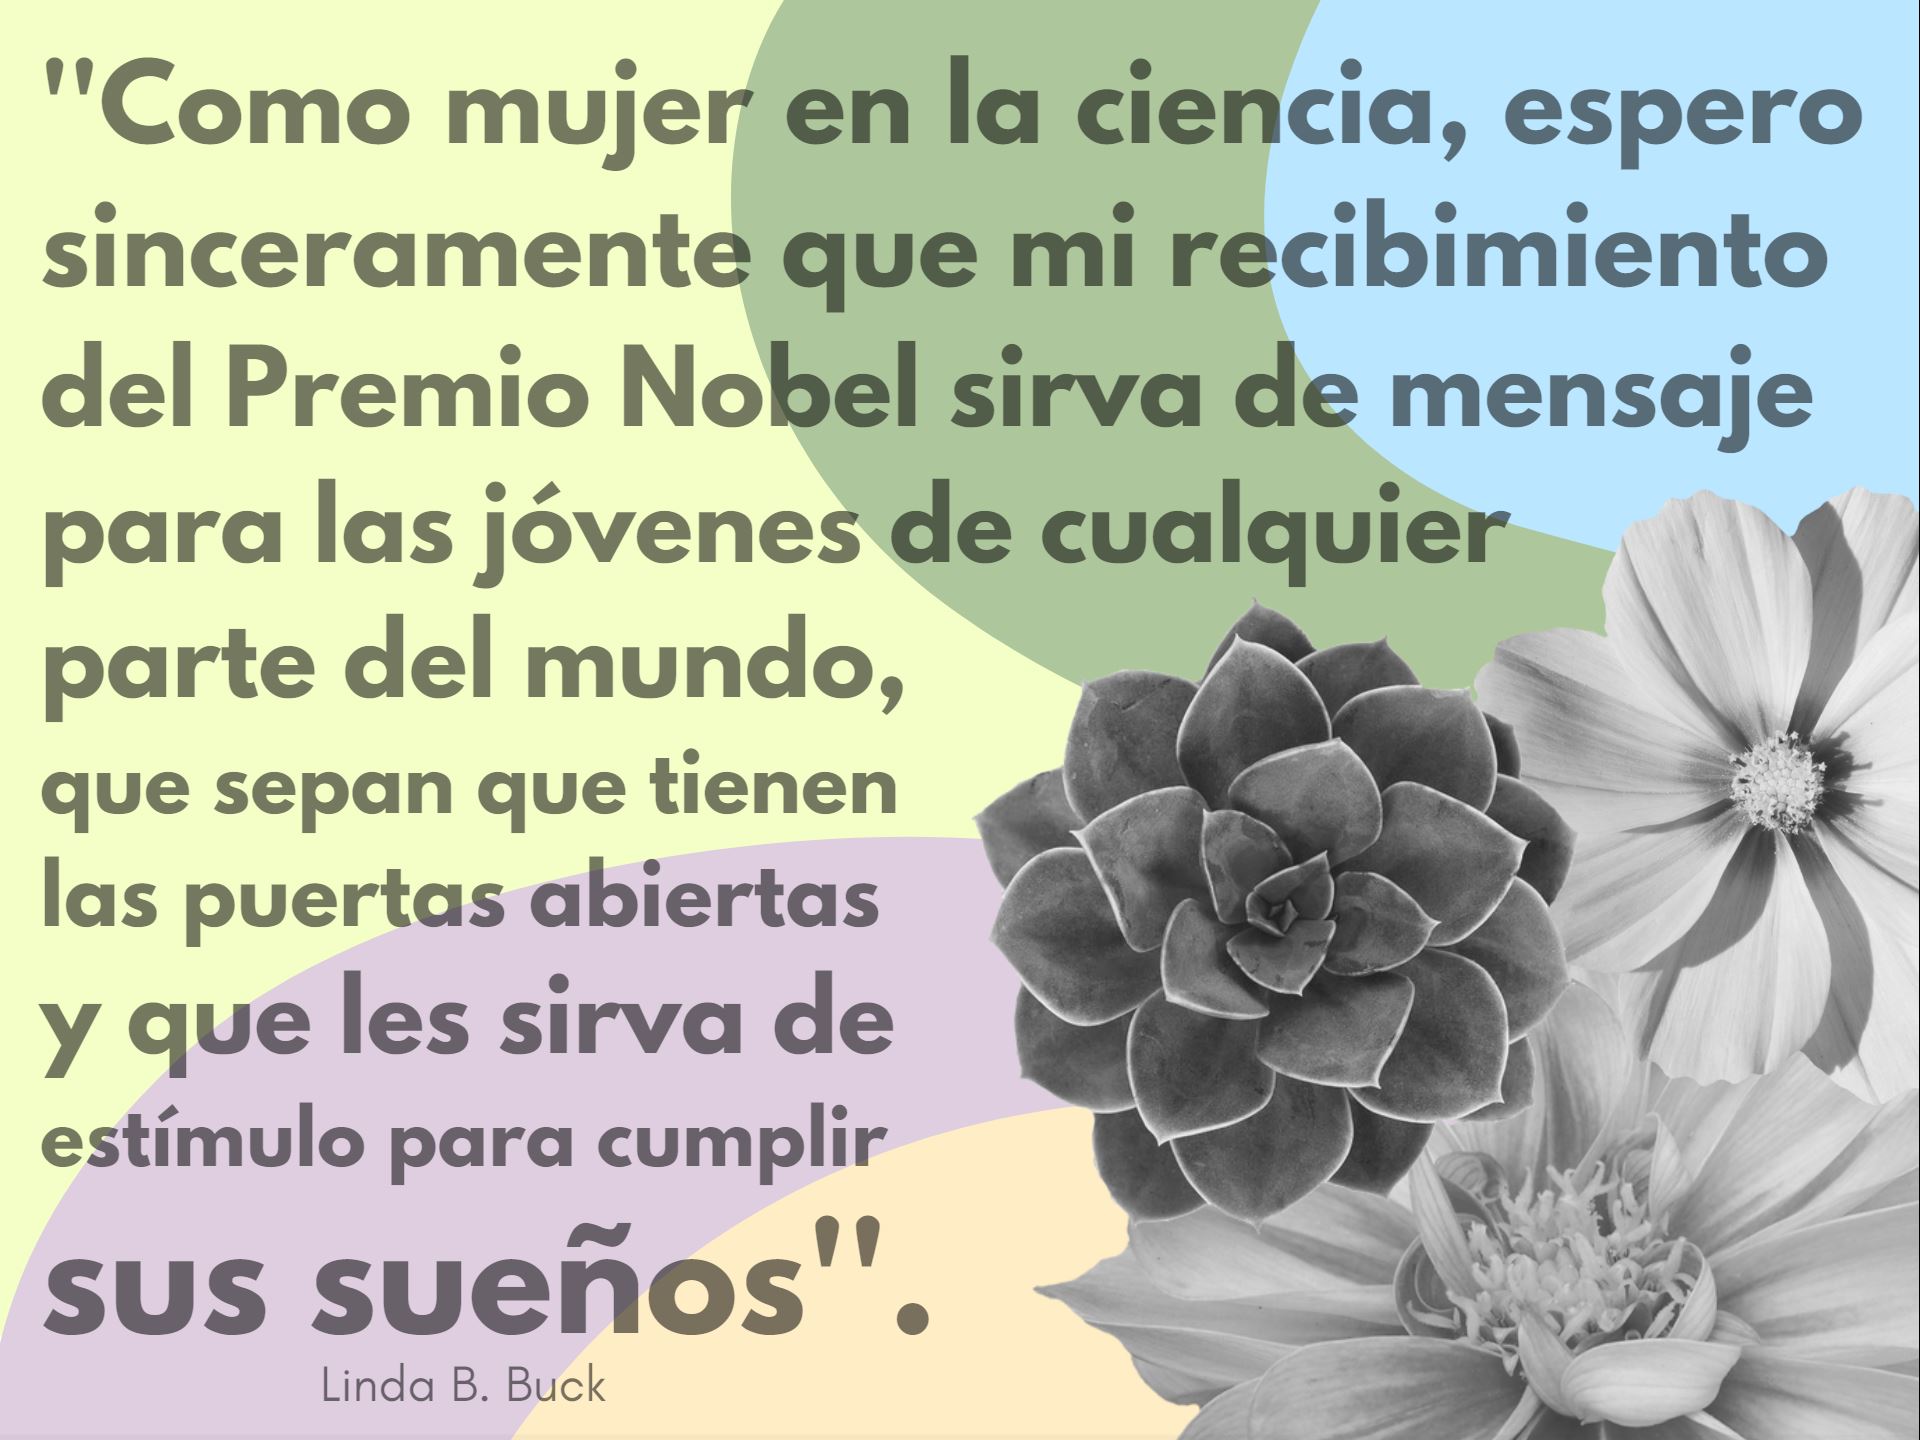 "Como mujer en la ciencia, espero
sinceramente que mi recibimiento
del Premio Nobel sirva de mensaje
para las jóvenes de cualquier
parte del mundo,
que sepan que tienen
las puertas abiertas
y que les sirva de
estímulo para cumplir
sus sueños".
Linda B. Buck